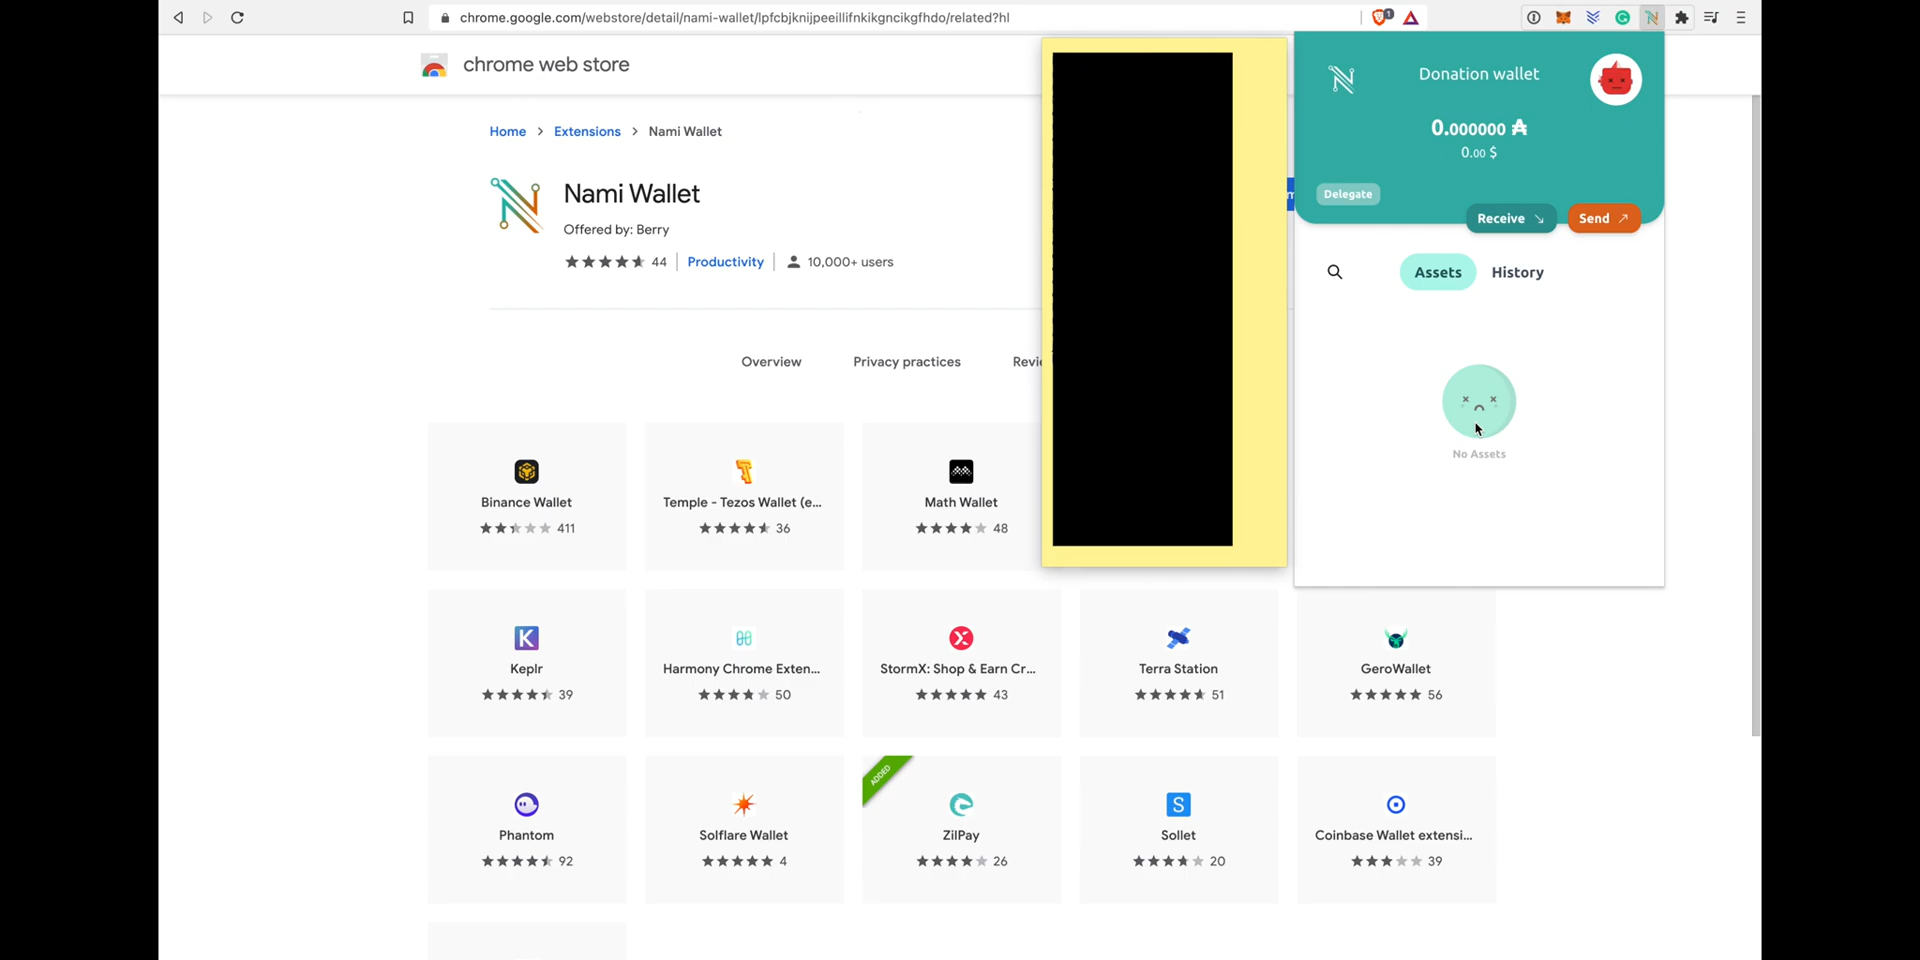 chrome.google.com/webstore/detail/nami-wallet/lpfcbjknijpeeillifnkikgncikgfhdo/related?hl
1
chrome web store
Home > Extensions > Nami Wallet
Nami Wallet
Offered by: Berry
44 | Productivity | 10,000+ users
Overview Privacy practices
Donation wallet
0.000000 ₳
0.00 $
Delegate
Receive
Send
Assets History
No Assets
Binance Wallet
411
Temple - Tezos Wallet (e...
36
Math Wallet
48
Keplr
39
Harmony Chrome Exten...
50
StormX: Shop & Earn Cr...
43
Terra Station
51
GeroWallet
56
Phantom
92
Solflare Wallet
4
ADDED
ZilPay
26
S
Sollet
20
Coinbase Wallet extensi...
39